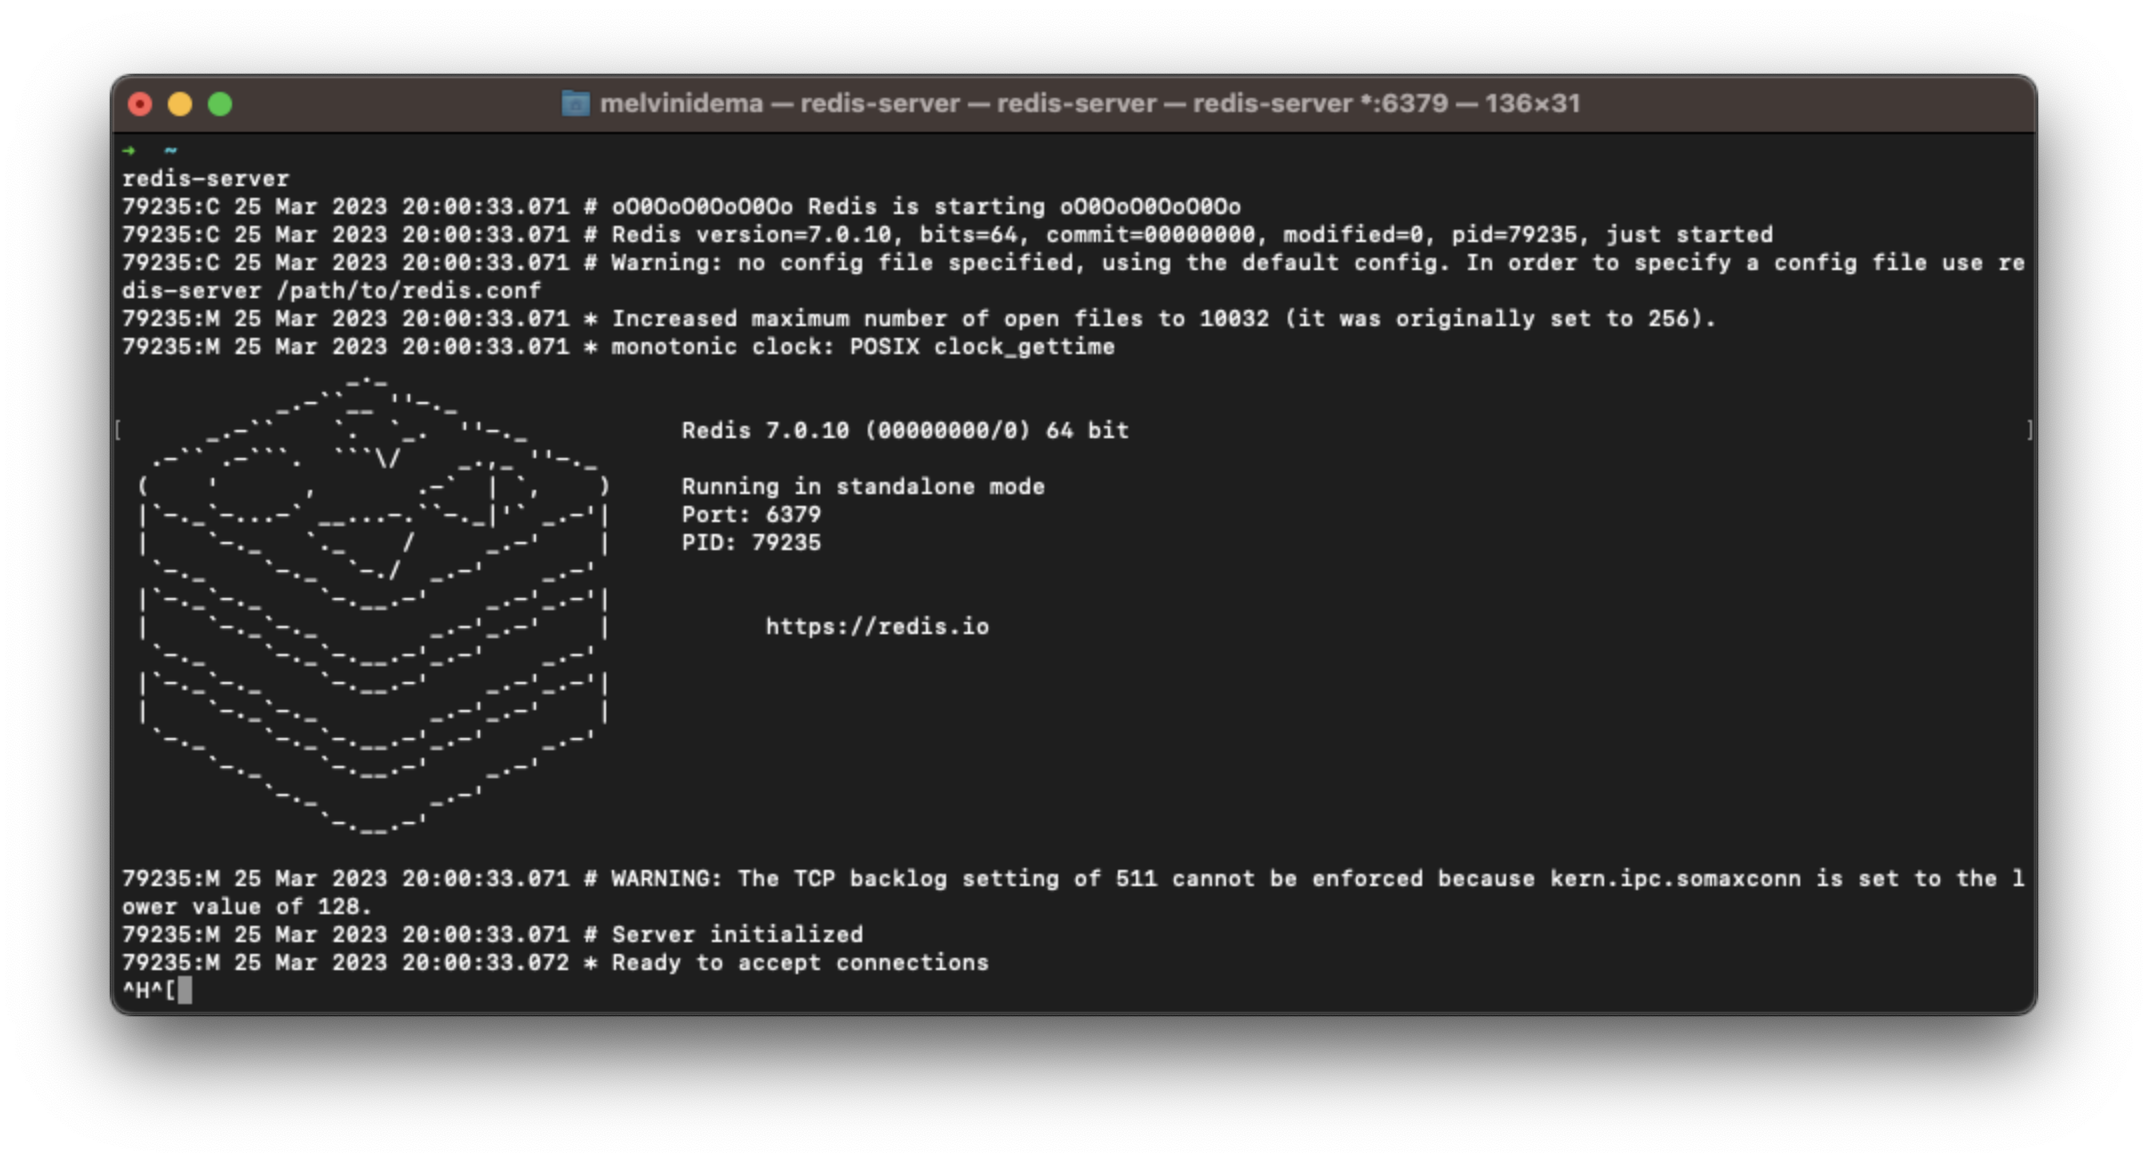 melvinidema — redis-server — redis-server — redis-server *:6379 — 136×31
➜  ~
redis-server
79235:C 25 Mar 2023 20:00:33.071 # oO0OoO0OoO0Oo Redis is starting oO0OoO0OoO0Oo
79235:C 25 Mar 2023 20:00:33.071 # Redis version=7.0.10, bits=64, commit=00000000, modified=0, pid=79235, just started
79235:C 25 Mar 2023 20:00:33.071 # Warning: no config file specified, using the default config. In order to specify a config file use re
dis-server /path/to/redis.conf
79235:M 25 Mar 2023 20:00:33.071 * Increased maximum number of open files to 10032 (it was originally set to 256).
79235:M 25 Mar 2023 20:00:33.071 * monotonic clock: POSIX clock_gettime
Redis 7.0.10 (00000000/0) 64 bit
Running in standalone mode
Port: 6379
PID: 79235
https://redis.io
79235:M 25 Mar 2023 20:00:33.071 # WARNING: The TCP backlog setting of 511 cannot be enforced because kern.ipc.somaxconn is set to the l
ower value of 128.
79235:M 25 Mar 2023 20:00:33.071 # Server initialized
79235:M 25 Mar 2023 20:00:33.072 * Ready to accept connections
^H^[